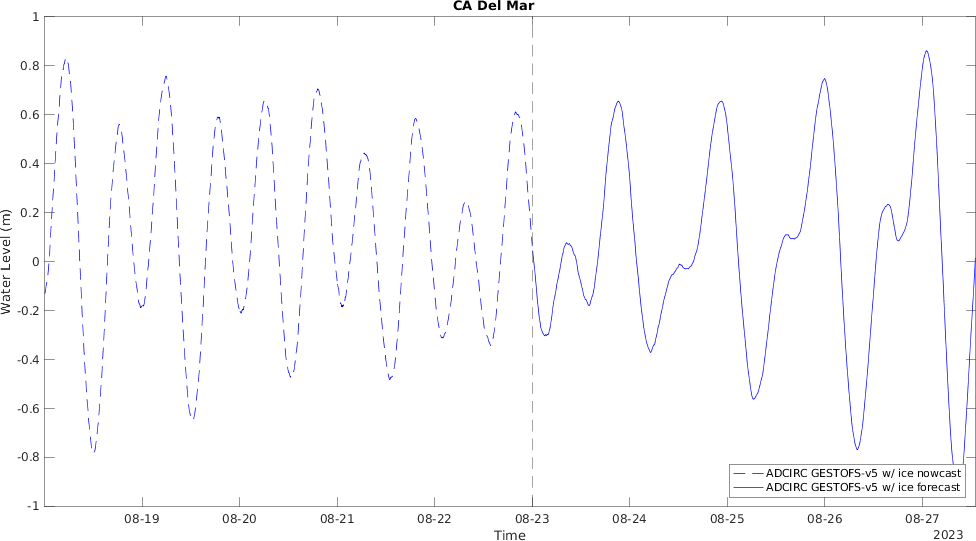 CA Del Mar
1
0.8
0.6
0.4
0.2
0
-0.2
-0.4
-0.6
-0.8
-1
Water Level (m)
08-19 08-20 08-21 08-22 08-23 08-24 08-25 08-26 08-27
Time
2023
ADCIRC GESTOFS-v5 w/ ice nowcast
ADCIRC GESTOFS-v5 w/ ice forecast